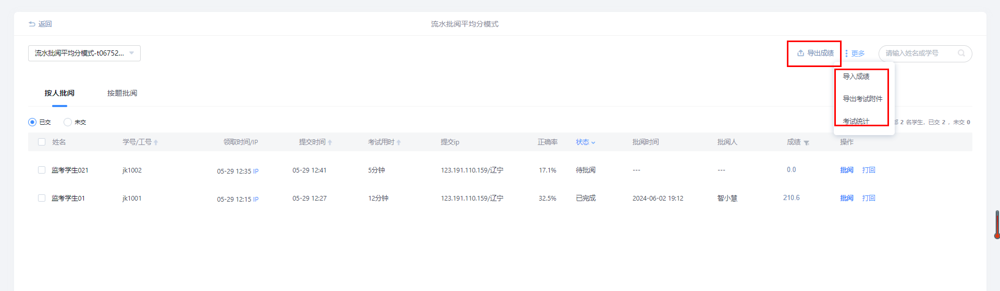 返回
流水批阅平均分模式
流水批阅平均分模式-t06752...
导出成绩
更多
请输入姓名或学号
导入成绩
导出考试附件
考试统计
按人批阅 按题批阅
已交 未交
2 名学生, 已交 2 , 未交 0
姓名 学号/工号 领取时间/IP 提交时间 考试用时 提交ip 正确率 状态 批阅时间 批阅人 成绩 操作
监考学生021 jk1002 05-29 12:35 IP 05-29 12:41 5分钟 123.191.110.159/辽宁 17.1% 待批阅 --- --- 0.0 批阅 打回
监考学生01 jk1001 05-29 12:15 IP 05-29 12:27 12分钟 123.191.110.159/辽宁 32.5% 已完成 2024-06-02 19:12 智小慧 210.6 批阅 打回